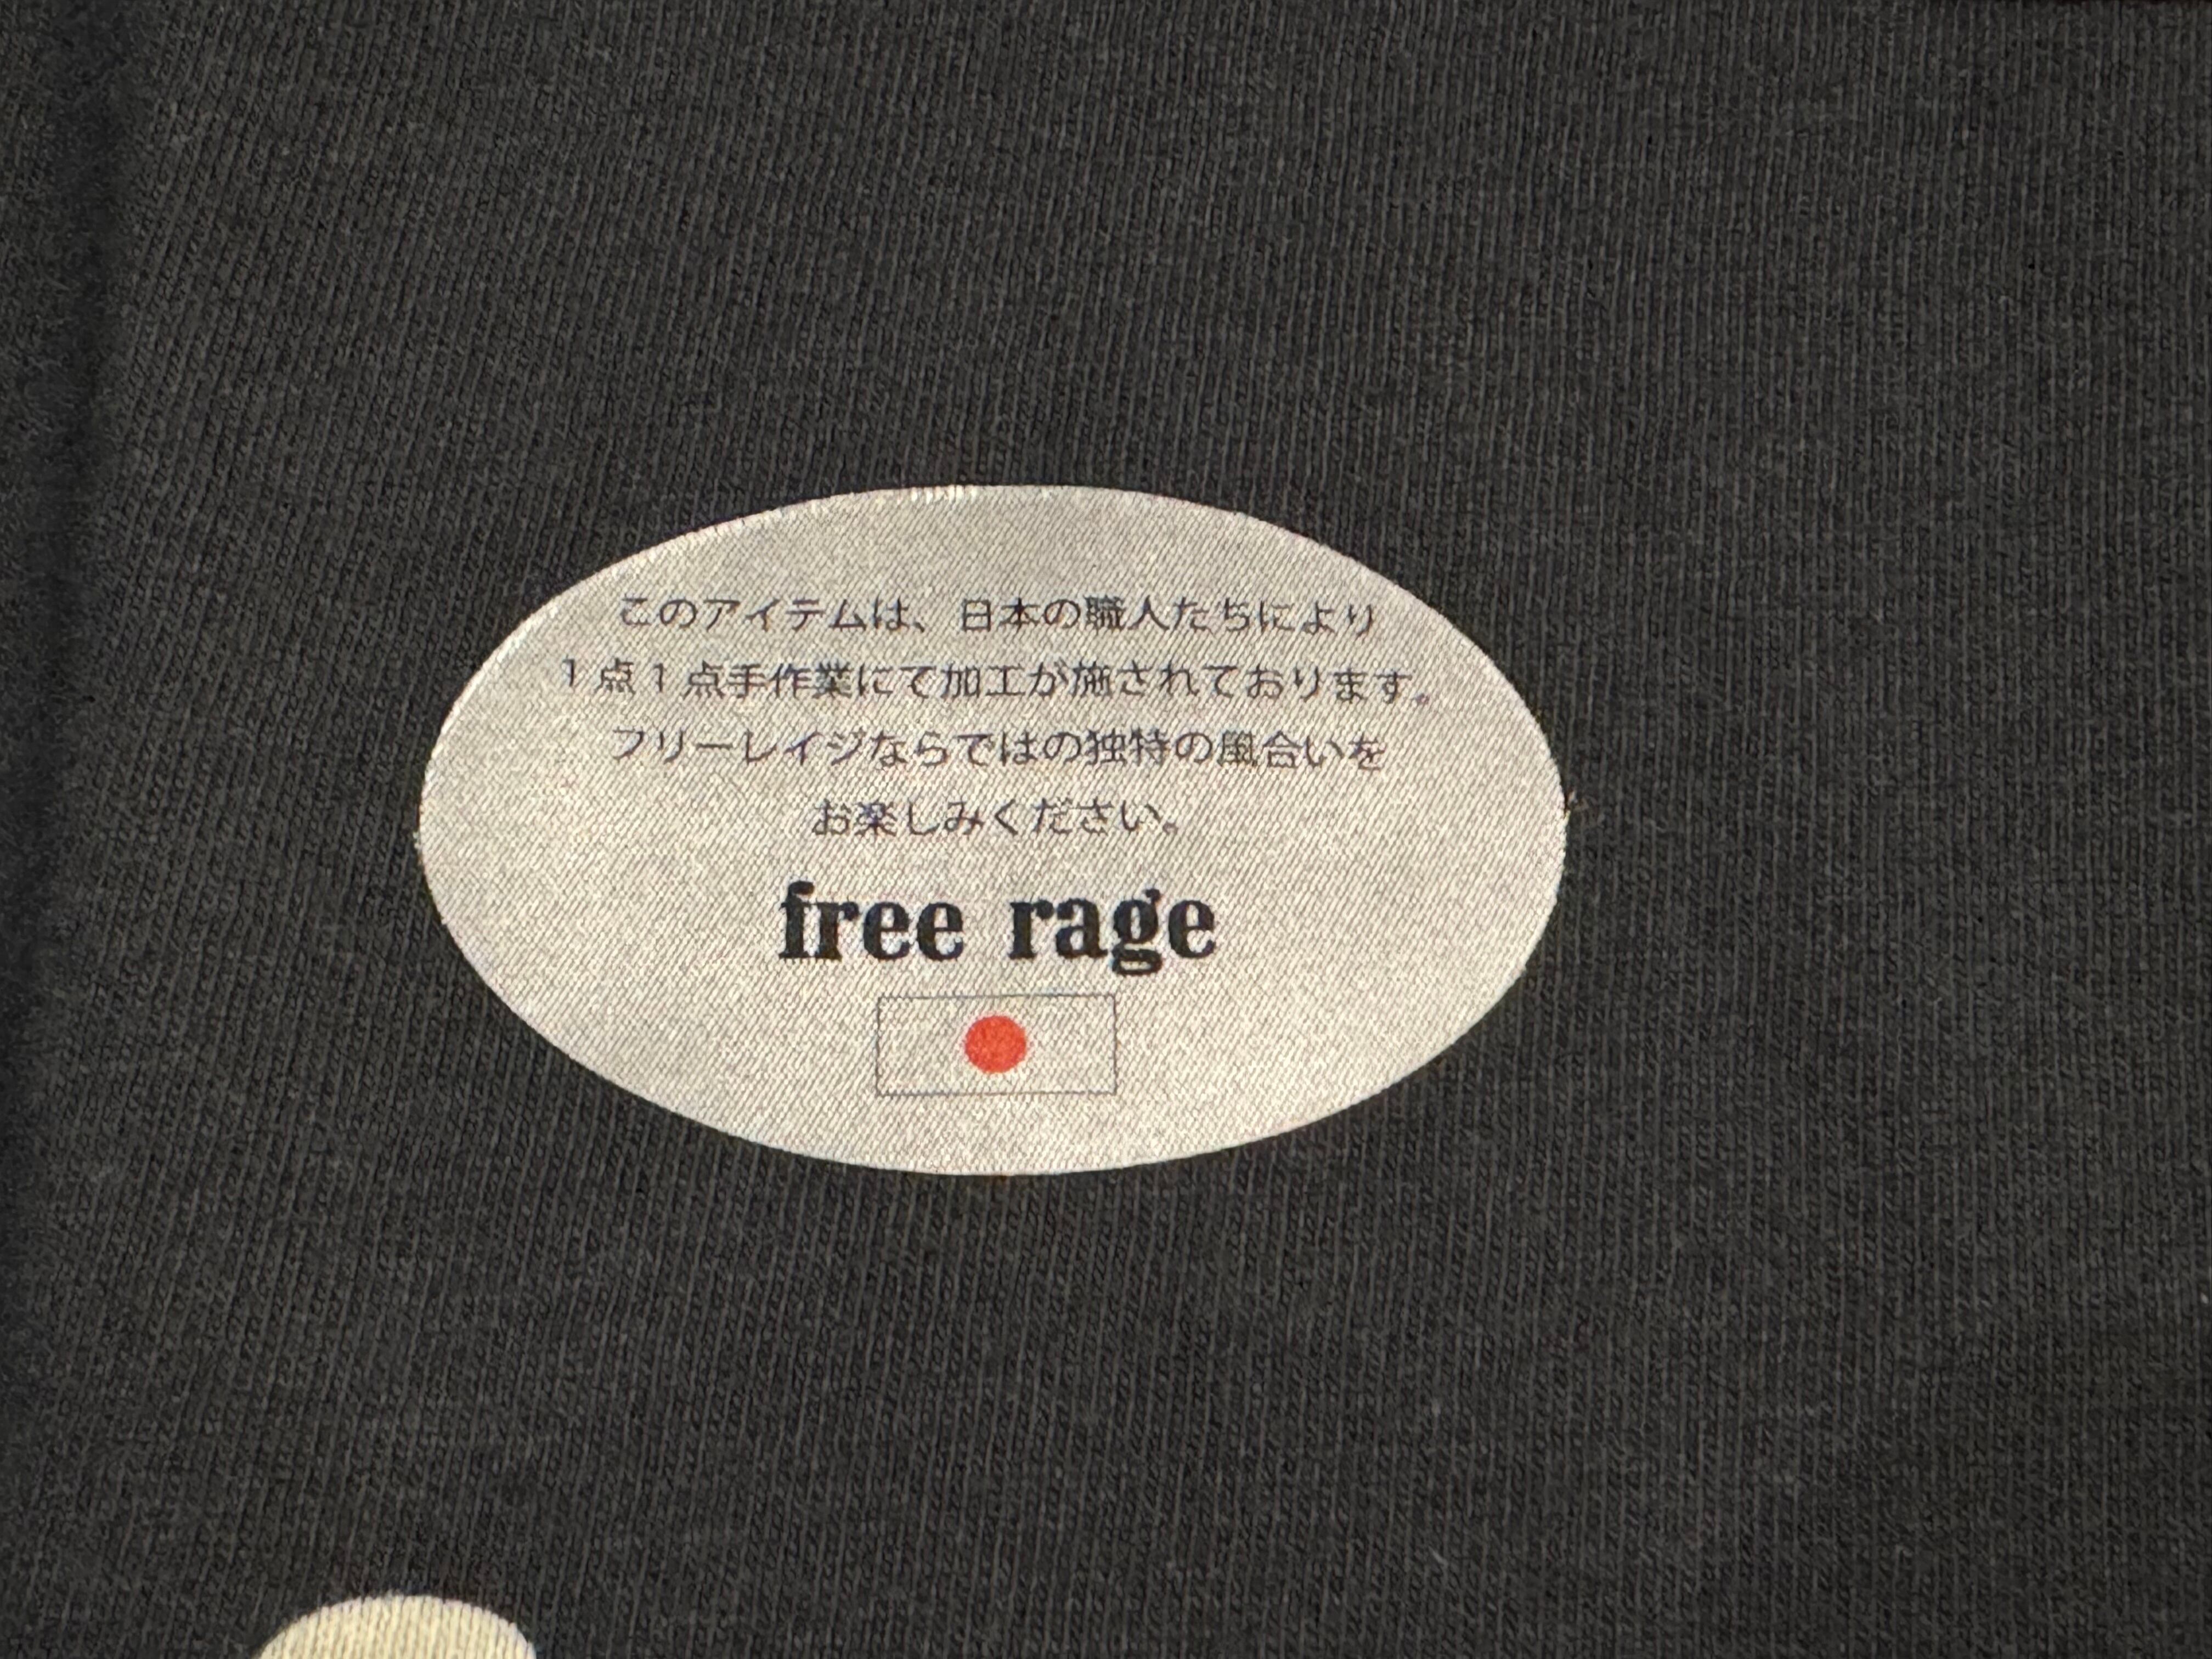 このアイテムは、日本の職人たちにより
1点1点手作業にて加工が施されております。
フリーレイジならではの独特の風合いを
お楽しみください。
free rage